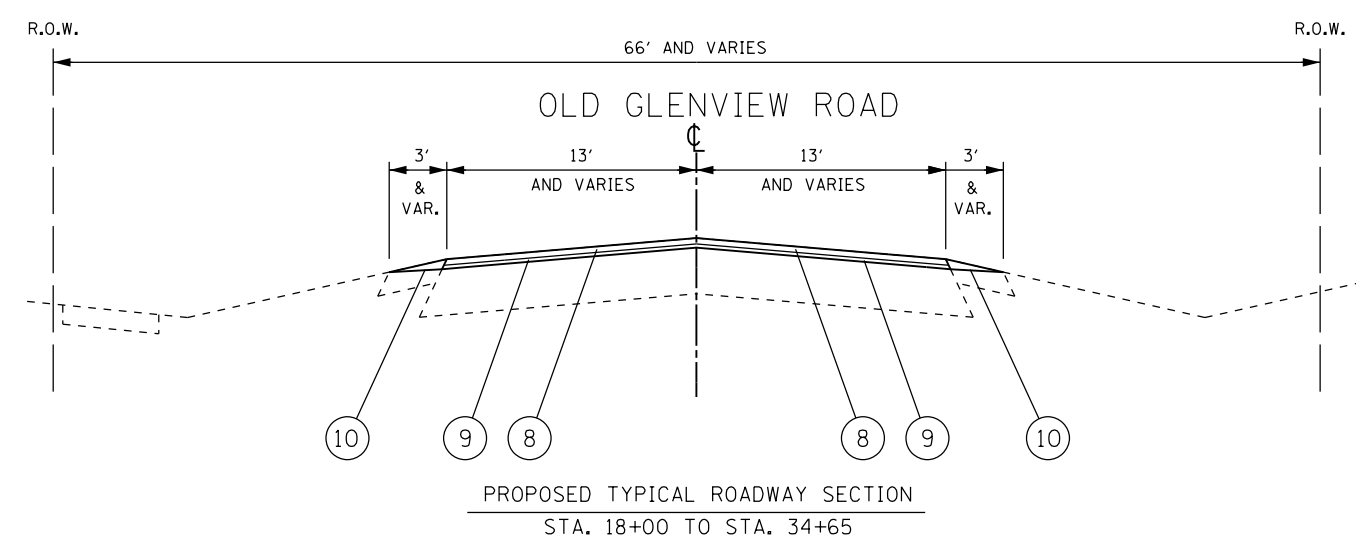 R.O.W.
R.O.W.
66' AND VARIES
OLD GLENVIEW ROAD
℄
3'
13'
13'
3'
&
AND VARIES
AND VARIES
&
VAR.
VAR.
10
9
8
8
9
10
PROPOSED TYPICAL ROADWAY SECTION
STA. 18+00 TO STA. 34+65